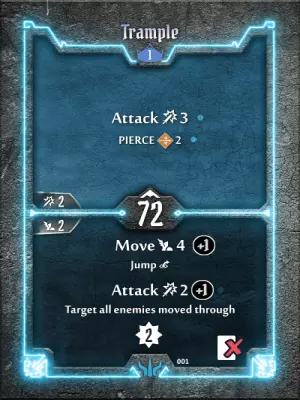 Trample
1
Attack 3
PIERCE 2
2
72
2
Move 4 +1
Jump
Attack 2 +1
Target all enemies moved through
2
001